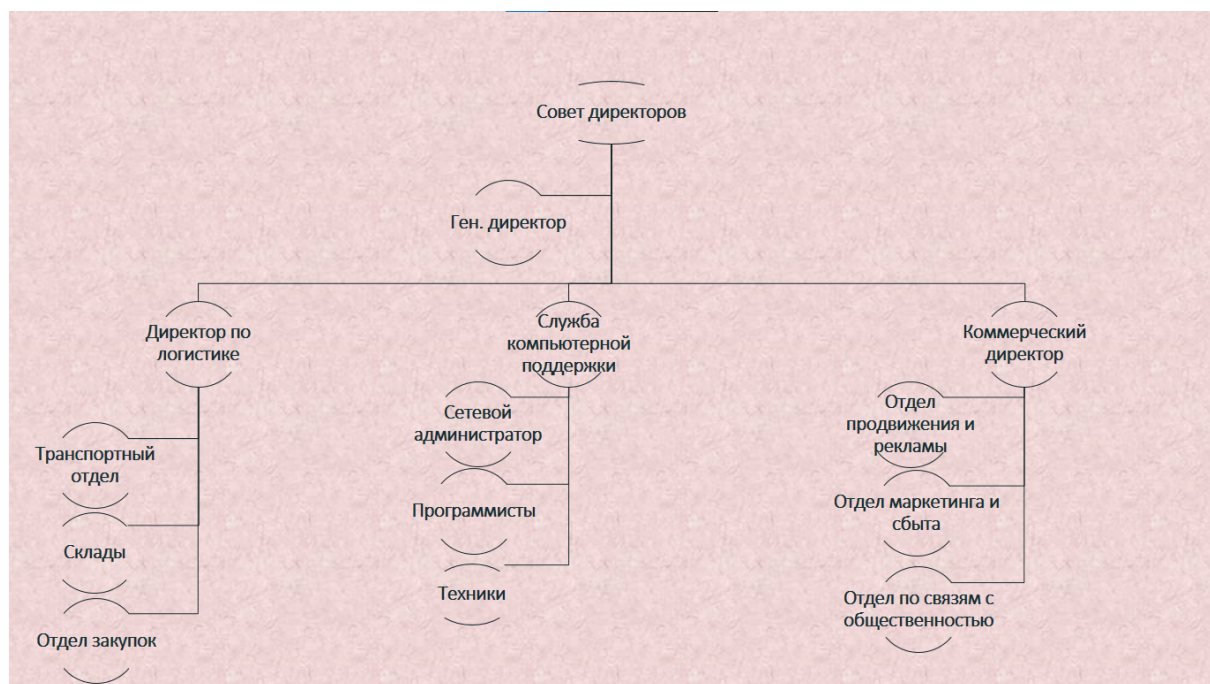 Совет директоров
Ген. директор
Директор по
логистике
Служба
компьютерной
поддержки
Коммерческий
директор
Транспортный
отдел
Склады
Отдел закупок
Сетевой
администратор
Программисты
Техники
Отдел
продвижения и
рекламы
Отдел маркетинга и
сбыта
Отдел по связям с
общественностью